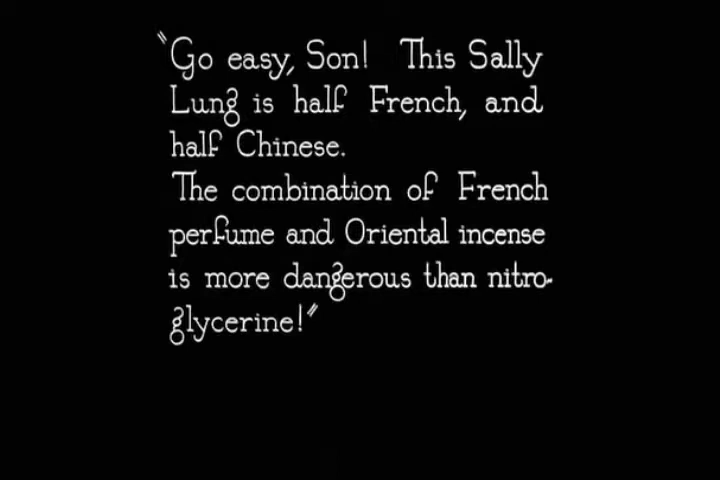 "Go easy, Son! This Sally
Lung is half French, and
half Chinese.
The combination of French
perfume and Oriental incense
is more dangerous than nitro-
glycerine!"